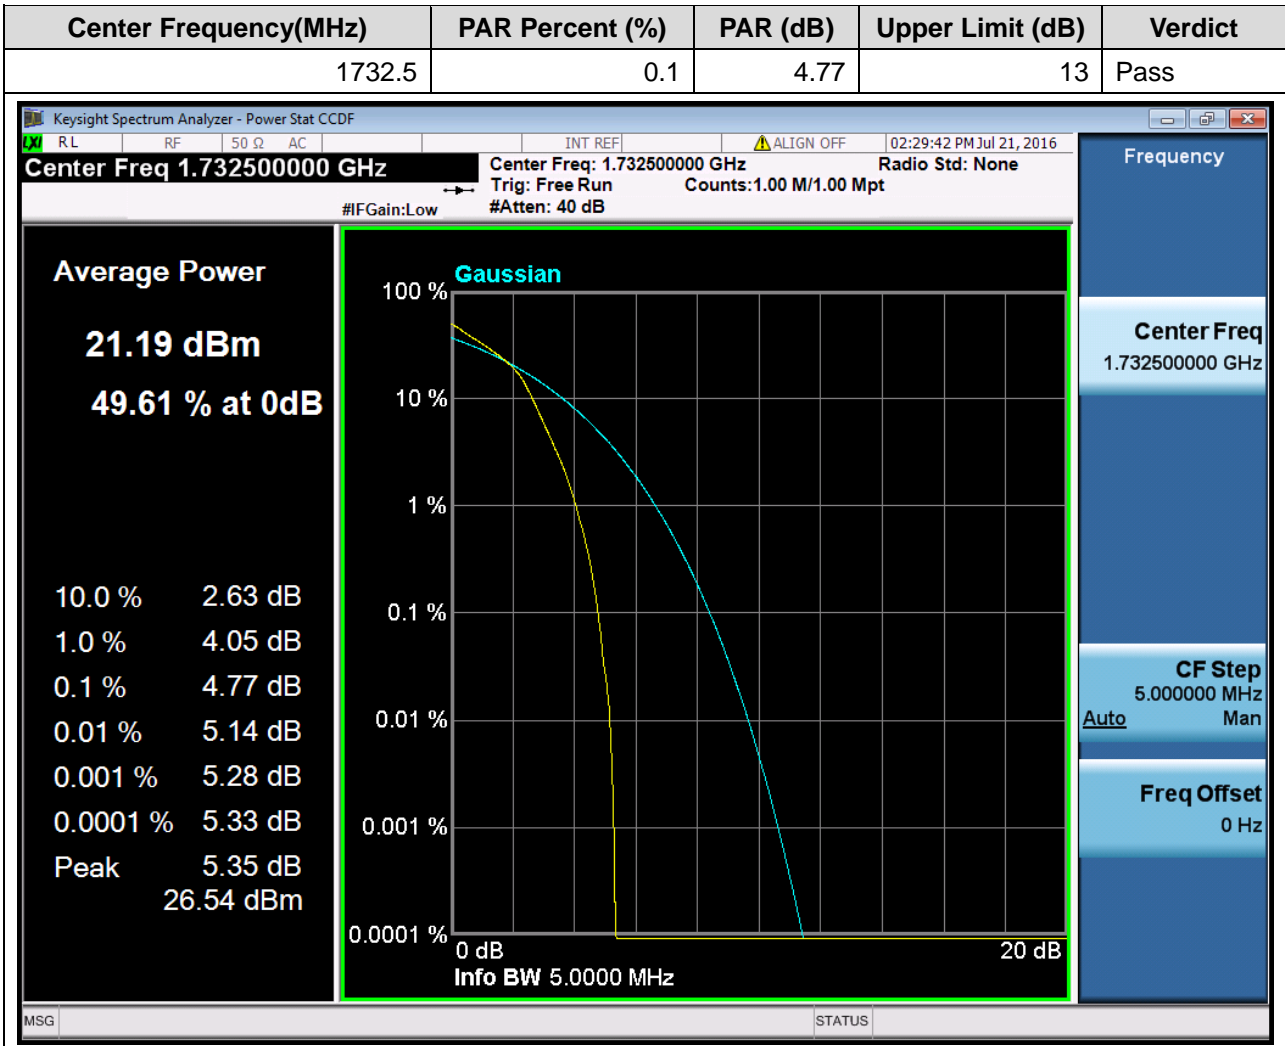 Center Frequency(MHz) PAR Percent (%) PAR (dB) Upper Limit (dB) Verdict
1732.5 0.1 4.77 13 Pass
Keysight Spectrum Analyzer - Power Stat CCDF
LXI RL RF 50 Ω AC INT REF ALIGN OFF 02:29:42 PM Jul 21, 2016
Center Freq 1.732500000 GHz
#IFGain:Low
Center Freq: 1.732500000 GHz Radio Std: None
Trig: Free Run Counts:1.00 M/1.00 Mpt
#Atten: 40 dB
Average Power
21.19 dBm
49.61 % at 0dB
10.0 % 2.63 dB
1.0 % 4.05 dB
0.1 % 4.77 dB
0.01 % 5.14 dB
0.001 % 5.28 dB
0.0001 % 5.33 dB
Peak 5.35 dB
26.54 dBm
Gaussian
100 %
10 %
1 %
0.1 %
0.01 %
0.001 %
0.0001 %
0 dB 20 dB
Info BW 5.0000 MHz
Frequency
Center Freq
1.732500000 GHz
CF Step
5.000000 MHz
Auto Man
Freq Offset
0 Hz
MSG STATUS